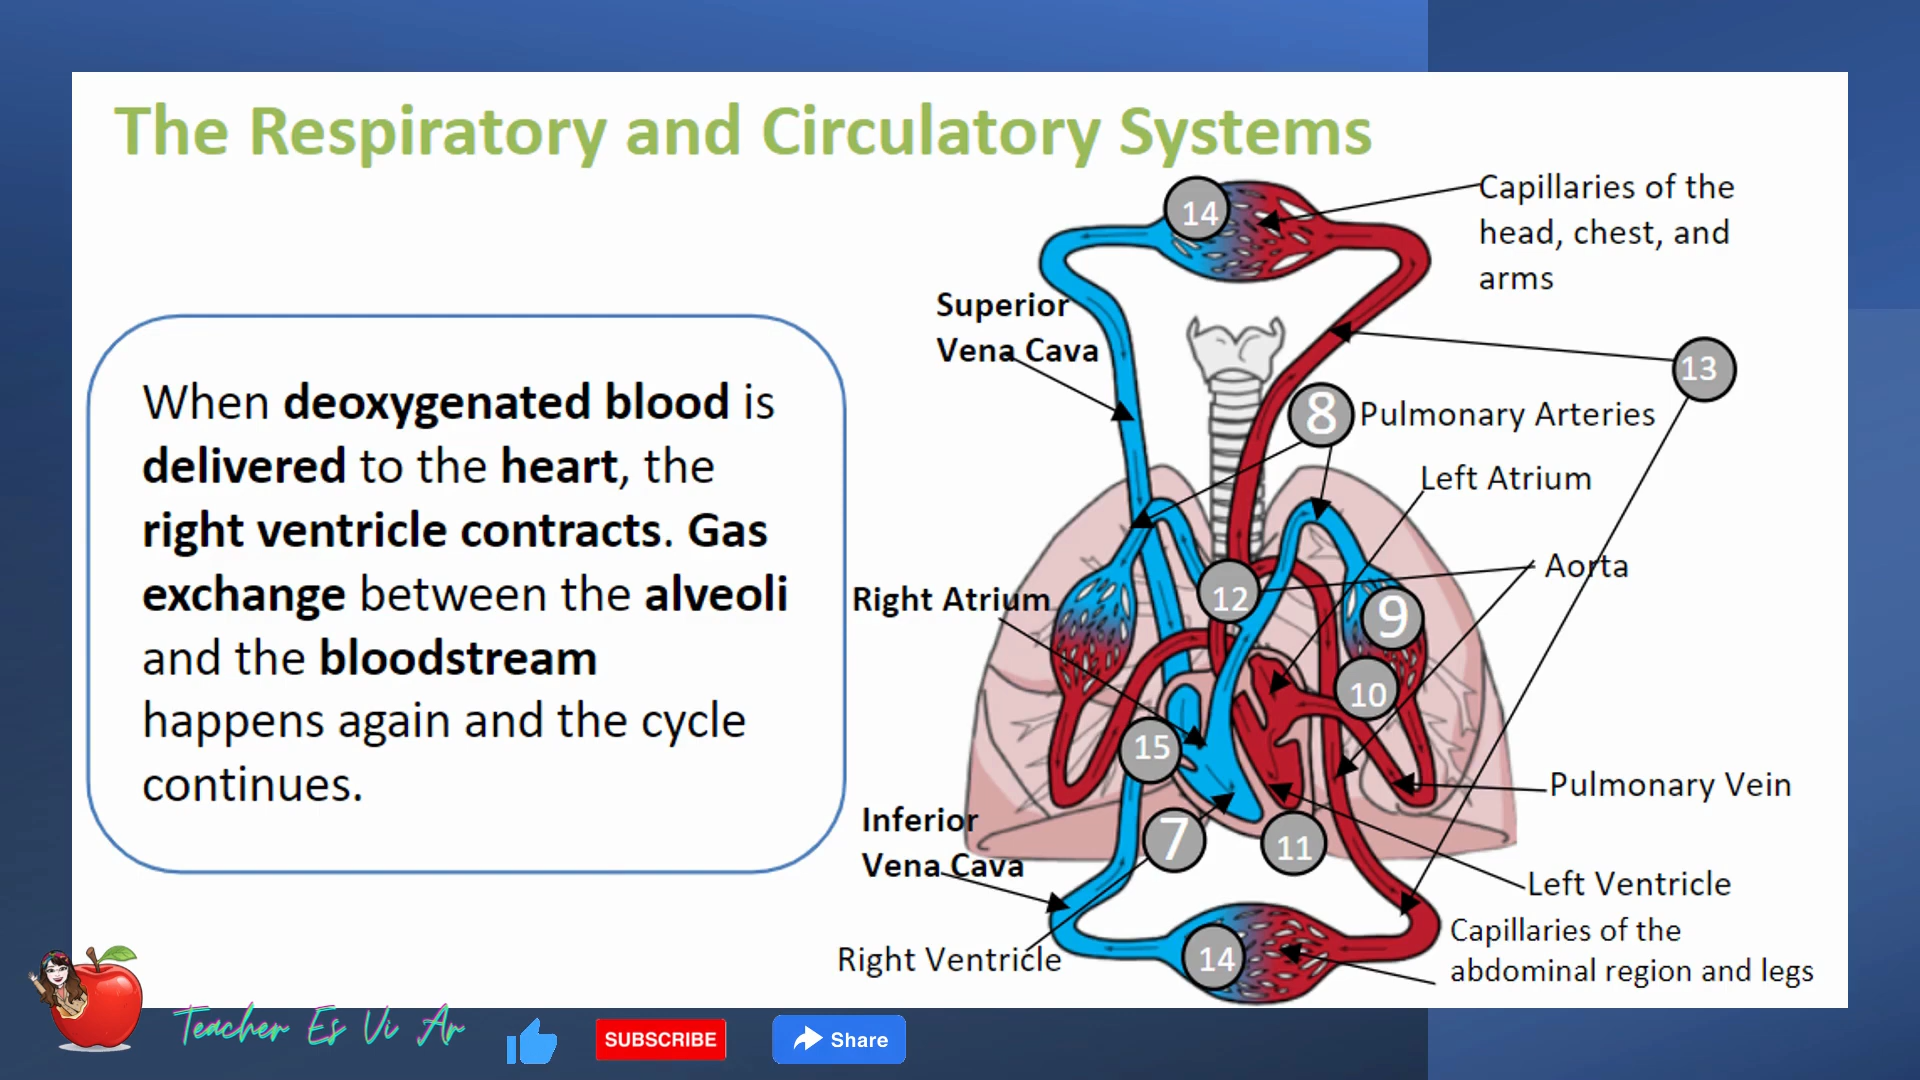 The Respiratory and Circulatory Systems
When deoxygenated blood is
delivered to the heart, the
right ventricle contracts. Gas
exchange between the alveoli
and the bloodstream
happens again and the cycle
continues.
14
Capillaries of the
head, chest, and
arms
Superior
Vena Cava
13
8 Pulmonary Arteries
Left Atrium
Aorta
12
Right Atrium
9
10
15
Pulmonary Vein
Inferior
Vena Cava
7
11
Left Ventricle
Right Ventricle
14
Capillaries of the
abdominal region and legs
Teacher Es Vi Ar
SUBSCRIBE
Share